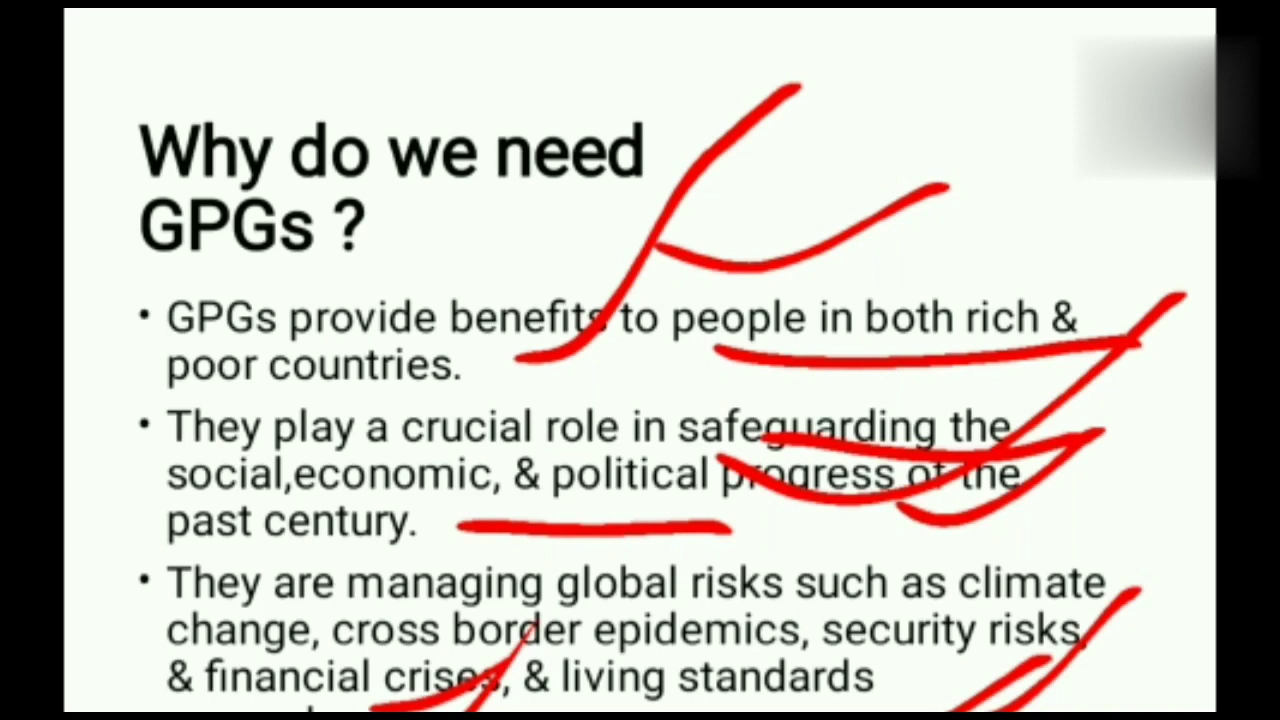 Why do we need
GPGs ?
• GPGs provide benefits to people in both rich &
poor countries.
• They play a crucial role in safeguarding the
social,economic, & political progress of the
past century.
• They are managing global risks such as climate
change, cross border epidemics, security risks,
& financial crises, & living standards